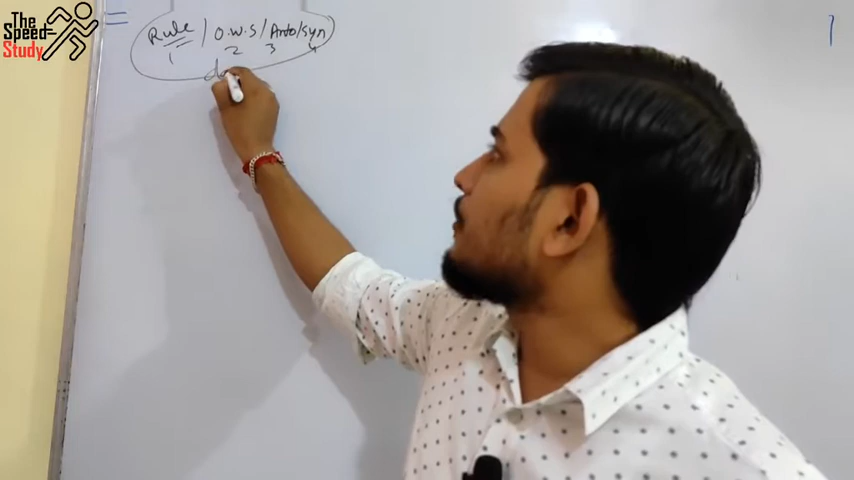 The
Speed
Study
= Rule / O.W.S / Anto/syn
1 2 3 4